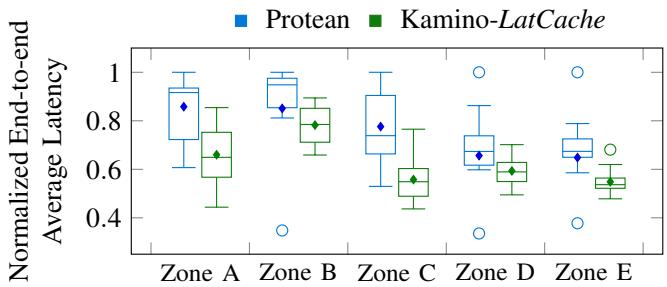 Protean Kamino-LatCache
Normalized End-to-end
Average Latency
1
0.8
0.6
0.4
Zone A Zone B Zone C Zone D Zone E